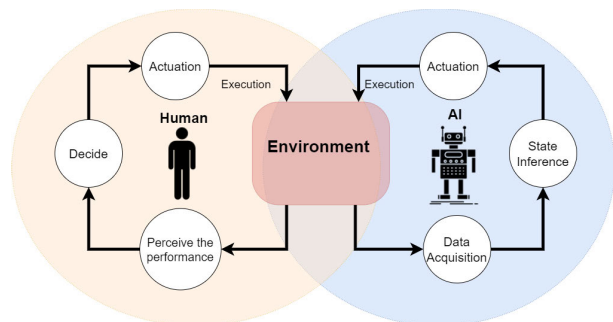 Actuation
Execution
Human
Decide
Perceive the
performance
Environment
Actuation
Execution
AI
State
Inference
Data
Acquisition